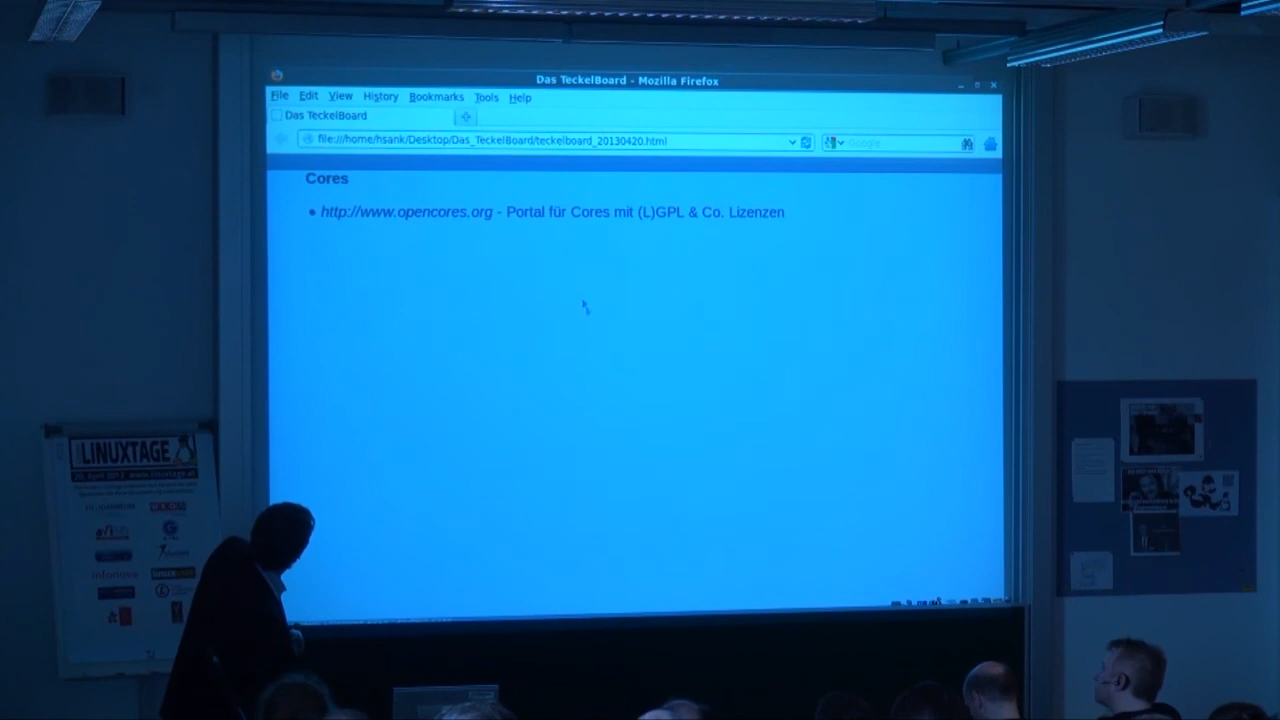 Das TeckelBoard - Mozilla Firefox
File Edit View History Bookmarks Tools Help
Das TeckelBoard
file:///home/hsank/Desktop/Das_TeckelBoard/teckelboard_20130420.html
Google
Cores
• http://www.opencores.org - Portal für Cores mit (L)GPL & Co. Lizenzen
LINUXTAGE